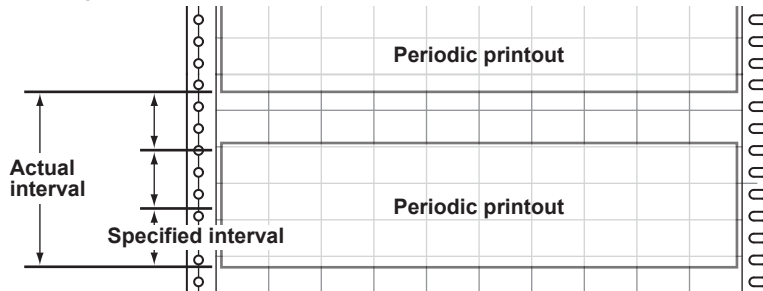 Periodic printout
Actual
interval
Periodic printout
Specified interval